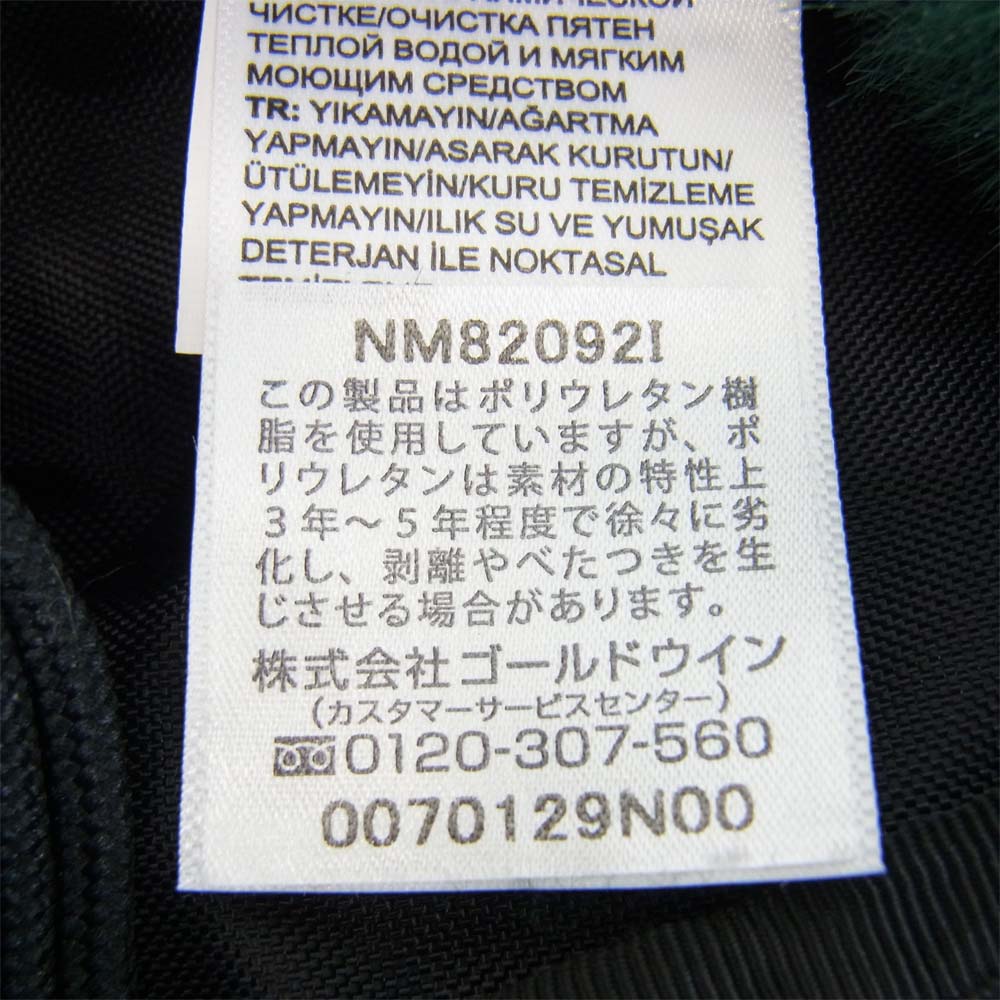 ЧИСТКЕ/ОЧИСТКА ПЯТЕН
ТЕПЛОЙ ВОДОЙ И МЯГКИМ
МОЮЩИМ СРЕДСТВОМ
TR: YIKAMAYIN/AĞARTMA
YAPMAYIN/ASARAK KURUTUN/
ÜTÜLEMEYİN/KURU TEMİZLEME
YAPMAYIN/ILIK SU VE YUMUŞAK
DETERJAN İLE NOKTASAL
NM82092I
この製品はポリウレタン樹
脂を使用していますが、ポ
リウレタンは素材の特性上
3年～5年程度で徐々に劣
化し、剥離やべたつきを生
じさせる場合があります。
株式会社ゴールドウイン
（カスタマーサービスセンター）
0120-307-560
0070129N00